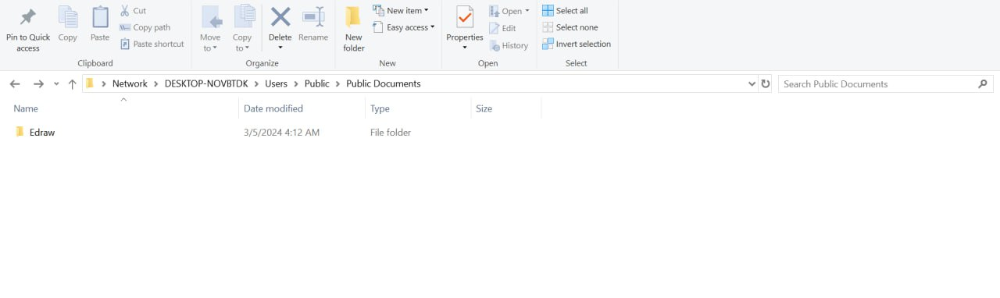 Pin to Quick access
Copy
Paste
Cut
Copy path
Paste shortcut
Clipboard
Move to
Copy to
Delete
Rename
Organize
New folder
New item
Easy access
New
Properties
Open
Edit
History
Open
Select all
Select none
Invert selection
Select
Network > DESKTOP-NOVBTDK > Users > Public > Public Documents
Search Public Documents
Name Date modified Type Size
Edraw 3/5/2024 4:12 AM File folder